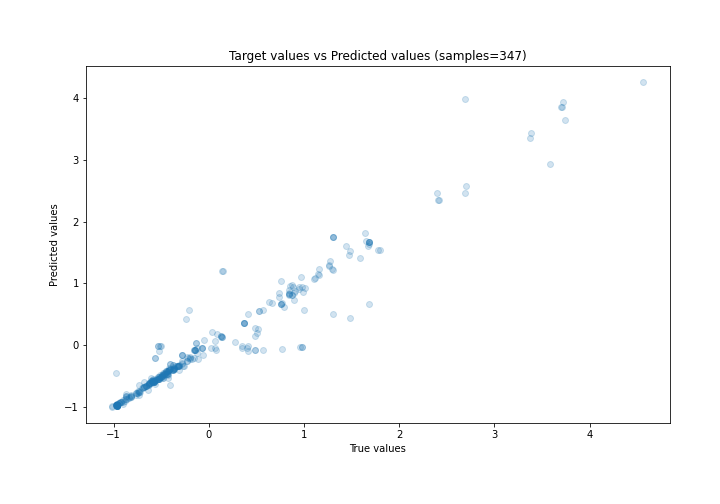 Target values vs Predicted values (samples=347)
Predicted values
4
3
2
1
0
−1
−1 0 1 2 3 4
True values